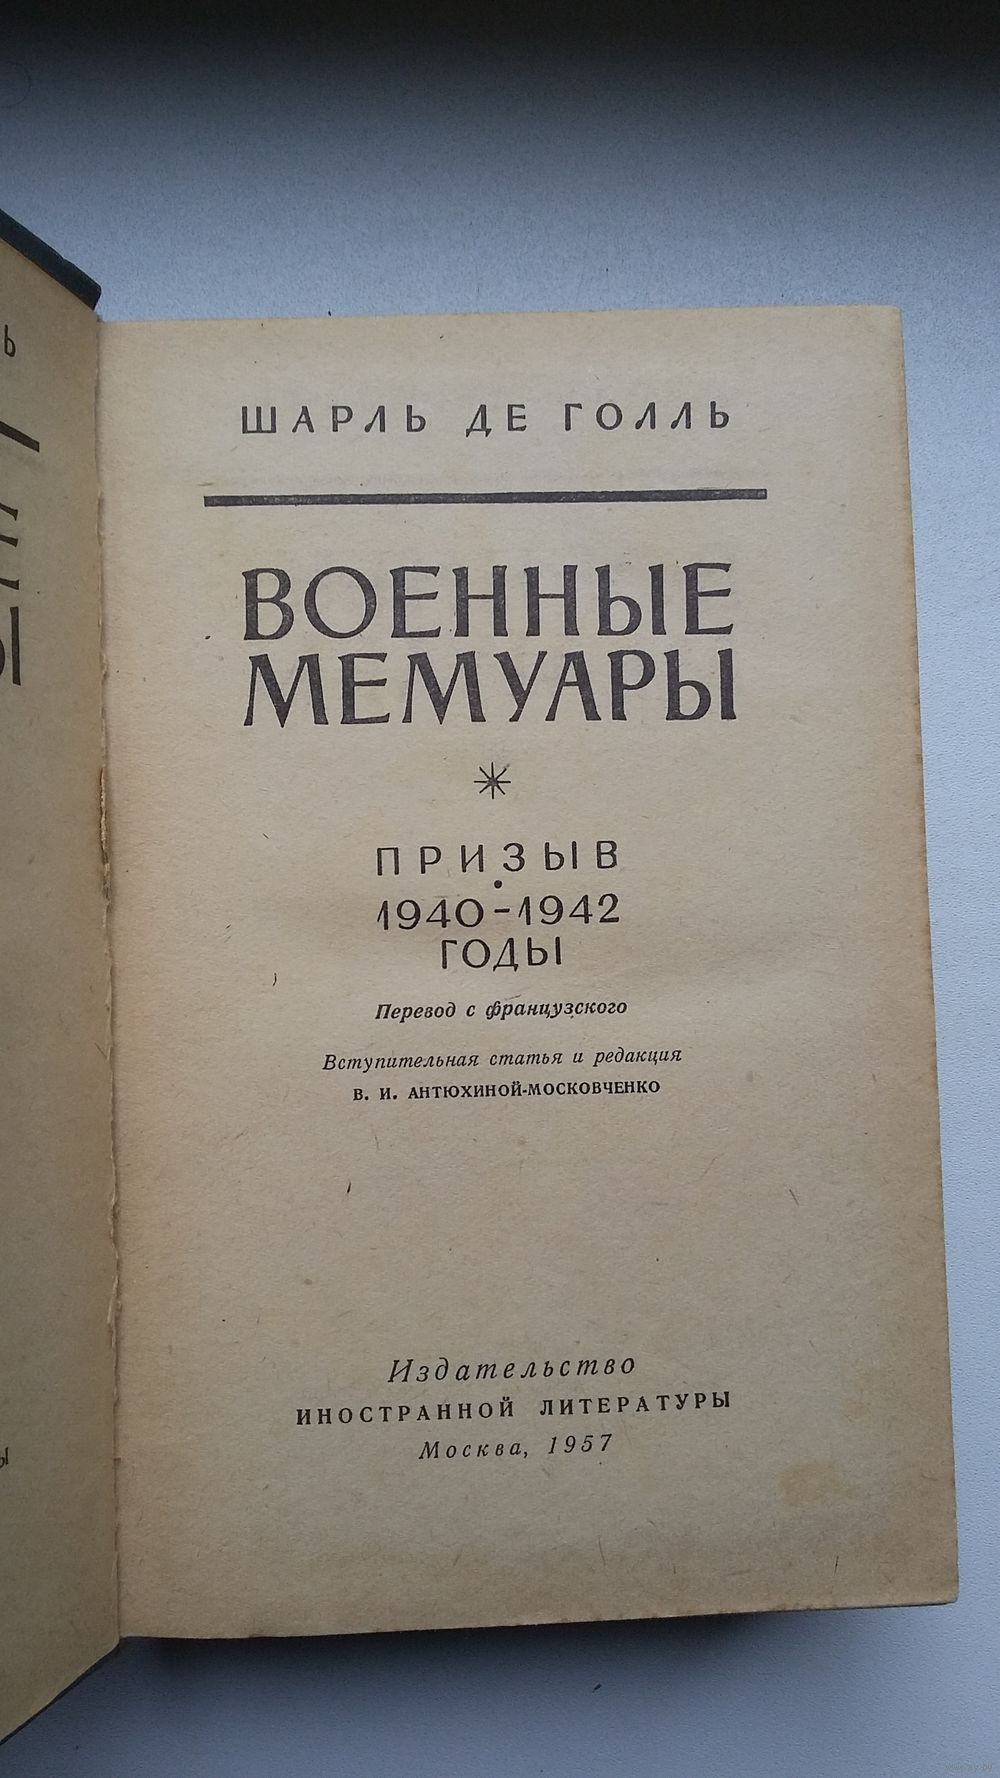 ШАРЛЬ ДЕ ГОЛЛЬ
ВОЕННЫЕ
МЕМУАРЫ
ПРИЗЫВ
1940-1942
ГОДЫ
Перевод с французского
Вступительная статья и редакция
В. И. АНТЮХИНОЙ-МОСКОВЧЕНКО
Издательство
ИНОСТРАННОЙ ЛИТЕРАТУРЫ
Москва, 1957